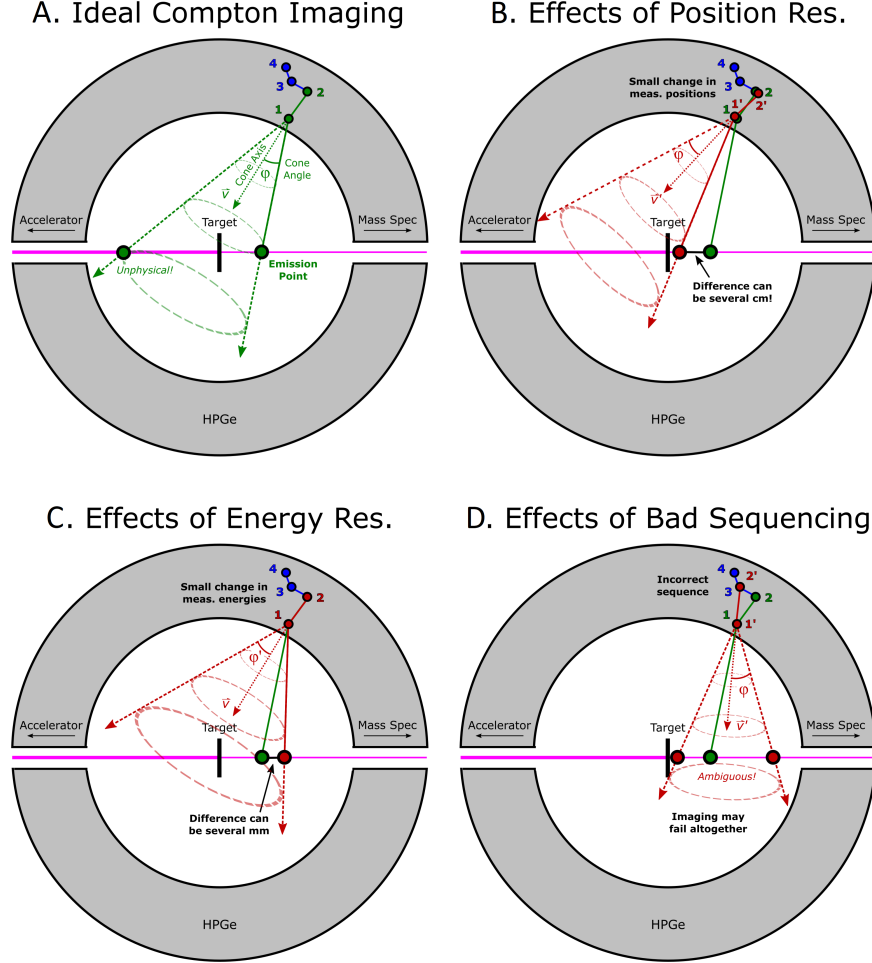 A. Ideal Compton Imaging
4
3
2
1
Cone Axis
φ
Cone
Angle
v⃗
Accelerator
Target
Mass Spec
Unphysical!
Emission
Point
HPGe
B. Effects of Position Res.
4
Small change in
meas. positions
3
2
1
1'
2'
φ
v⃗'
Target
Difference can
be several cm!
HPGe
C. Effects of Energy Res.
4
Small change in
meas. energies
3
2
1
φ'
v⃗
Accelerator
Target
Mass Spec
Difference can
be several mm
HPGe
D. Effects of Bad Sequencing
4
2'
Incorrect
sequence
3
2
1
1'
φ
v⃗'
Accelerator
Target
Mass Spec
Ambiguous!
Imaging may
fail altogether
HPGe